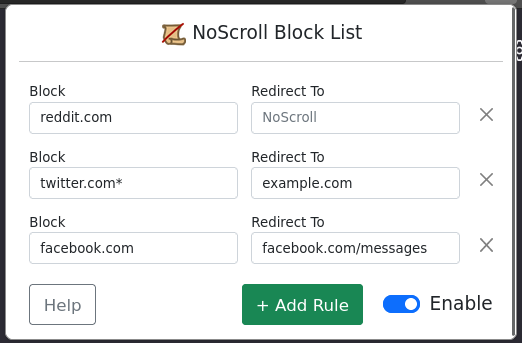 NoScroll Block List
Block Redirect To
reddit.com NoScroll
Block Redirect To
twitter.com* example.com
Block Redirect To
facebook.com facebook.com/messages
Help + Add Rule Enable